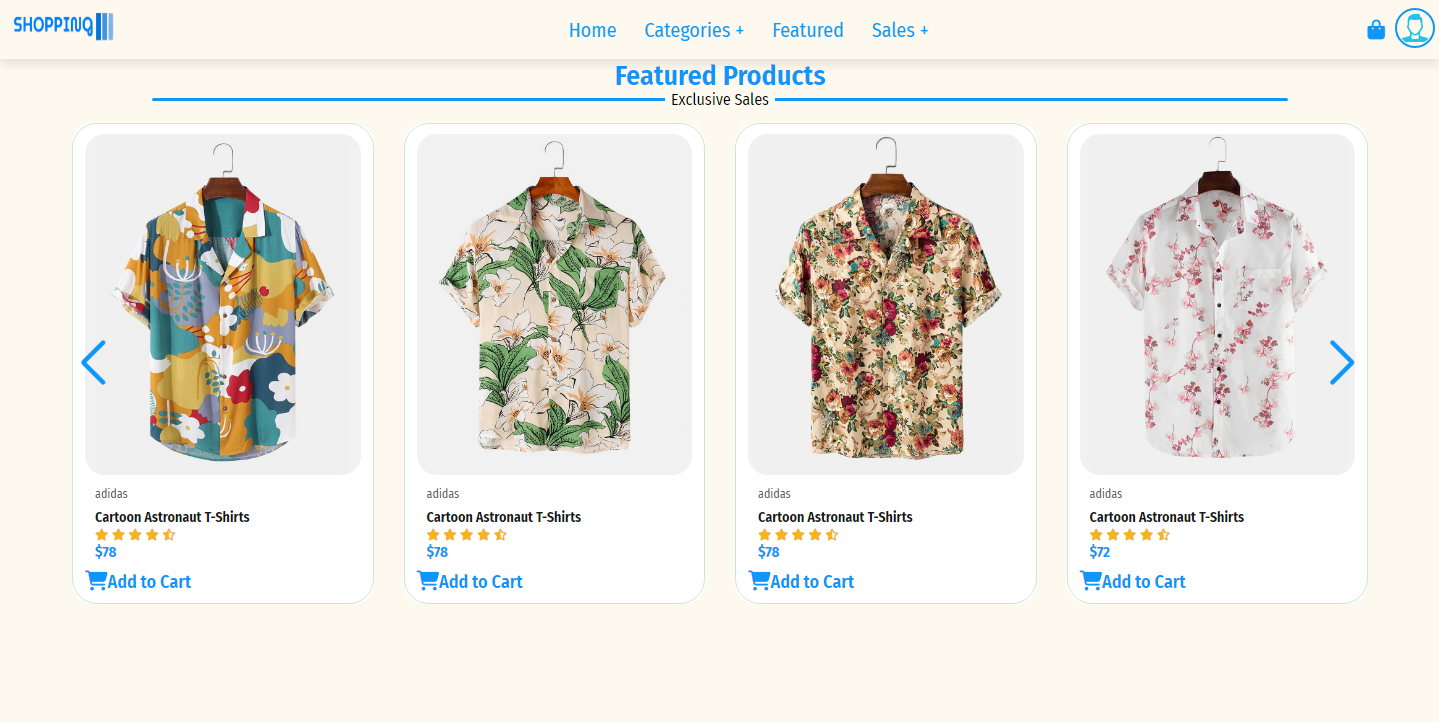 SHOPPING
Home Categories + Featured Sales +
Featured Products
Exclusive Sales
adidas
Cartoon Astronaut T-Shirts
$78
Add to Cart
adidas
Cartoon Astronaut T-Shirts
$78
Add to Cart
adidas
Cartoon Astronaut T-Shirts
$78
Add to Cart
adidas
Cartoon Astronaut T-Shirts
$72
Add to Cart